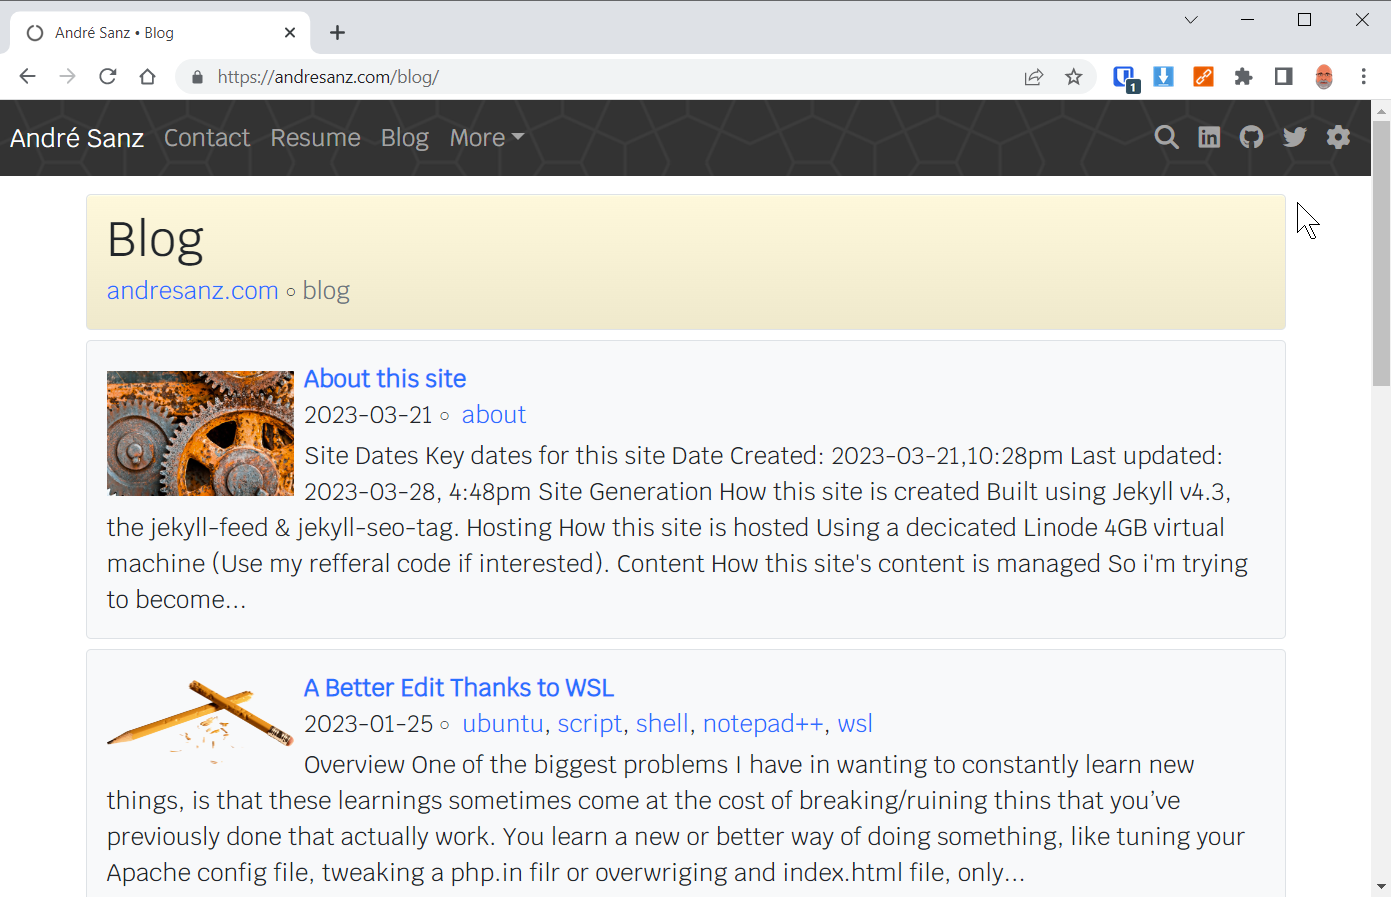 André Sanz • Blog
https://andresanz.com/blog/
1
André Sanz Contact Resume Blog More
Blog
andresanz.com ○ blog
About this site
2023-03-21 ○ about
Site Dates Key dates for this site Date Created: 2023-03-21,10:28pm Last updated:
2023-03-28, 4:48pm Site Generation How this site is created Built using Jekyll v4.3,
the jekyll-feed & jekyll-seo-tag. Hosting How this site is hosted Using a decicated Linode 4GB virtual
machine (Use my refferal code if interested). Content How this site's content is managed So i'm trying
to become...
A Better Edit Thanks to WSL
2023-01-25 ○ ubuntu, script, shell, notepad++, wsl
Overview One of the biggest problems I have in wanting to constantly learn new
things, is that these learnings sometimes come at the cost of breaking/ruining thins that you’ve
previously done that actually work. You learn a new or better way of doing something, like tuning your
Apache config file, tweaking a php.in filr or overwriging and index.html file, only...